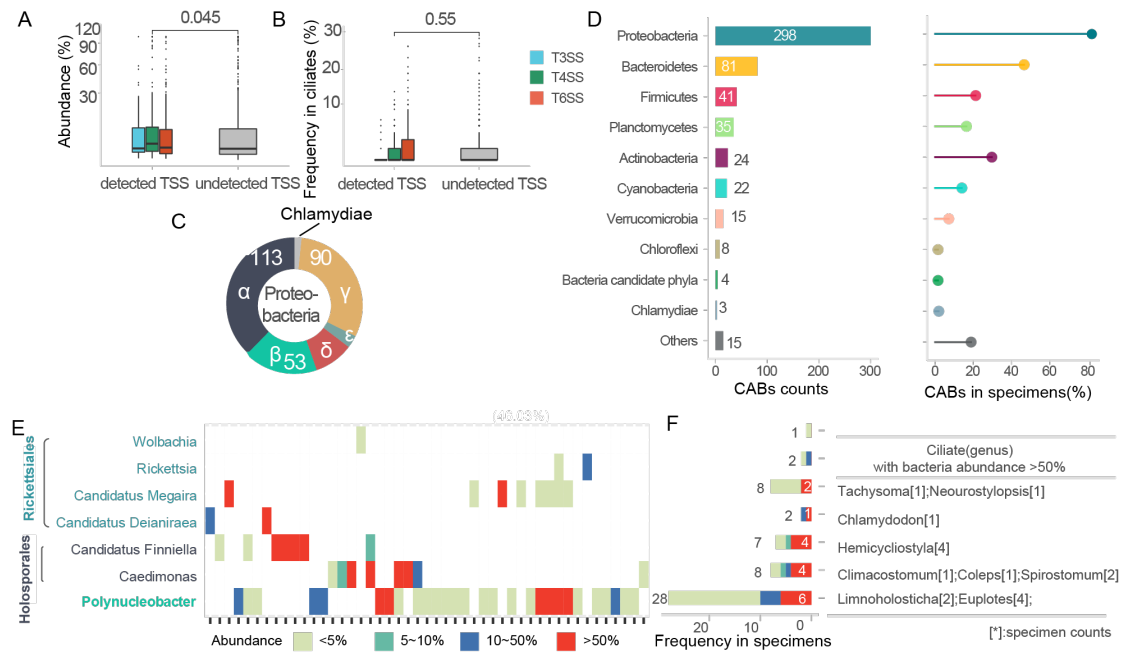 A
0.045
120
90
60
30
Abundance (%)
detected TSS
undetected TSS
B
0.55
30
20
10
Frequency in ciliates (%)
detected TSS
undetected TSS
T3SS
T4SS
T6SS
C
Chlamydiae
113
90
α
γ
ε
δ
β
53
Proteo-
bacteria
D
Proteobacteria
298
Bacteroidetes
81
Firmicutes
41
Planctomycetes
35
Actinobacteria
24
Cyanobacteria
22
Verrucomicrobia
15
Chloroflexi
8
Bacteria candidate phyla
4
Chlamydiae
3
Others
15
0
100
200
300
CABs counts
0
20
40
60
80
CABs in specimens(%)
E
(46.03%)
Rickettsiales
Holosporales
Wolbachia
Rickettsia
Candidatus Megaira
Candidatus Deianiraea
Candidatus Finniella
Caedimonas
Polynucleobacter
Abundance
<5%
5~10%
10~50%
>50%
F
1
2
8
2
Tachysoma[1];Neurostylopsis[1]
2
1
Chlamydodon[1]
7
4
Hemicycliostyla[4]
8
4
Climacostomum[1];Coleps[1];Spirostomum[2]
28
6
Limnoholosticha[2];Euplotes[4];
Ciliate(genus)
with bacteria abundance >50%
20
10
0
Frequency in specimens
[*]:specimen counts